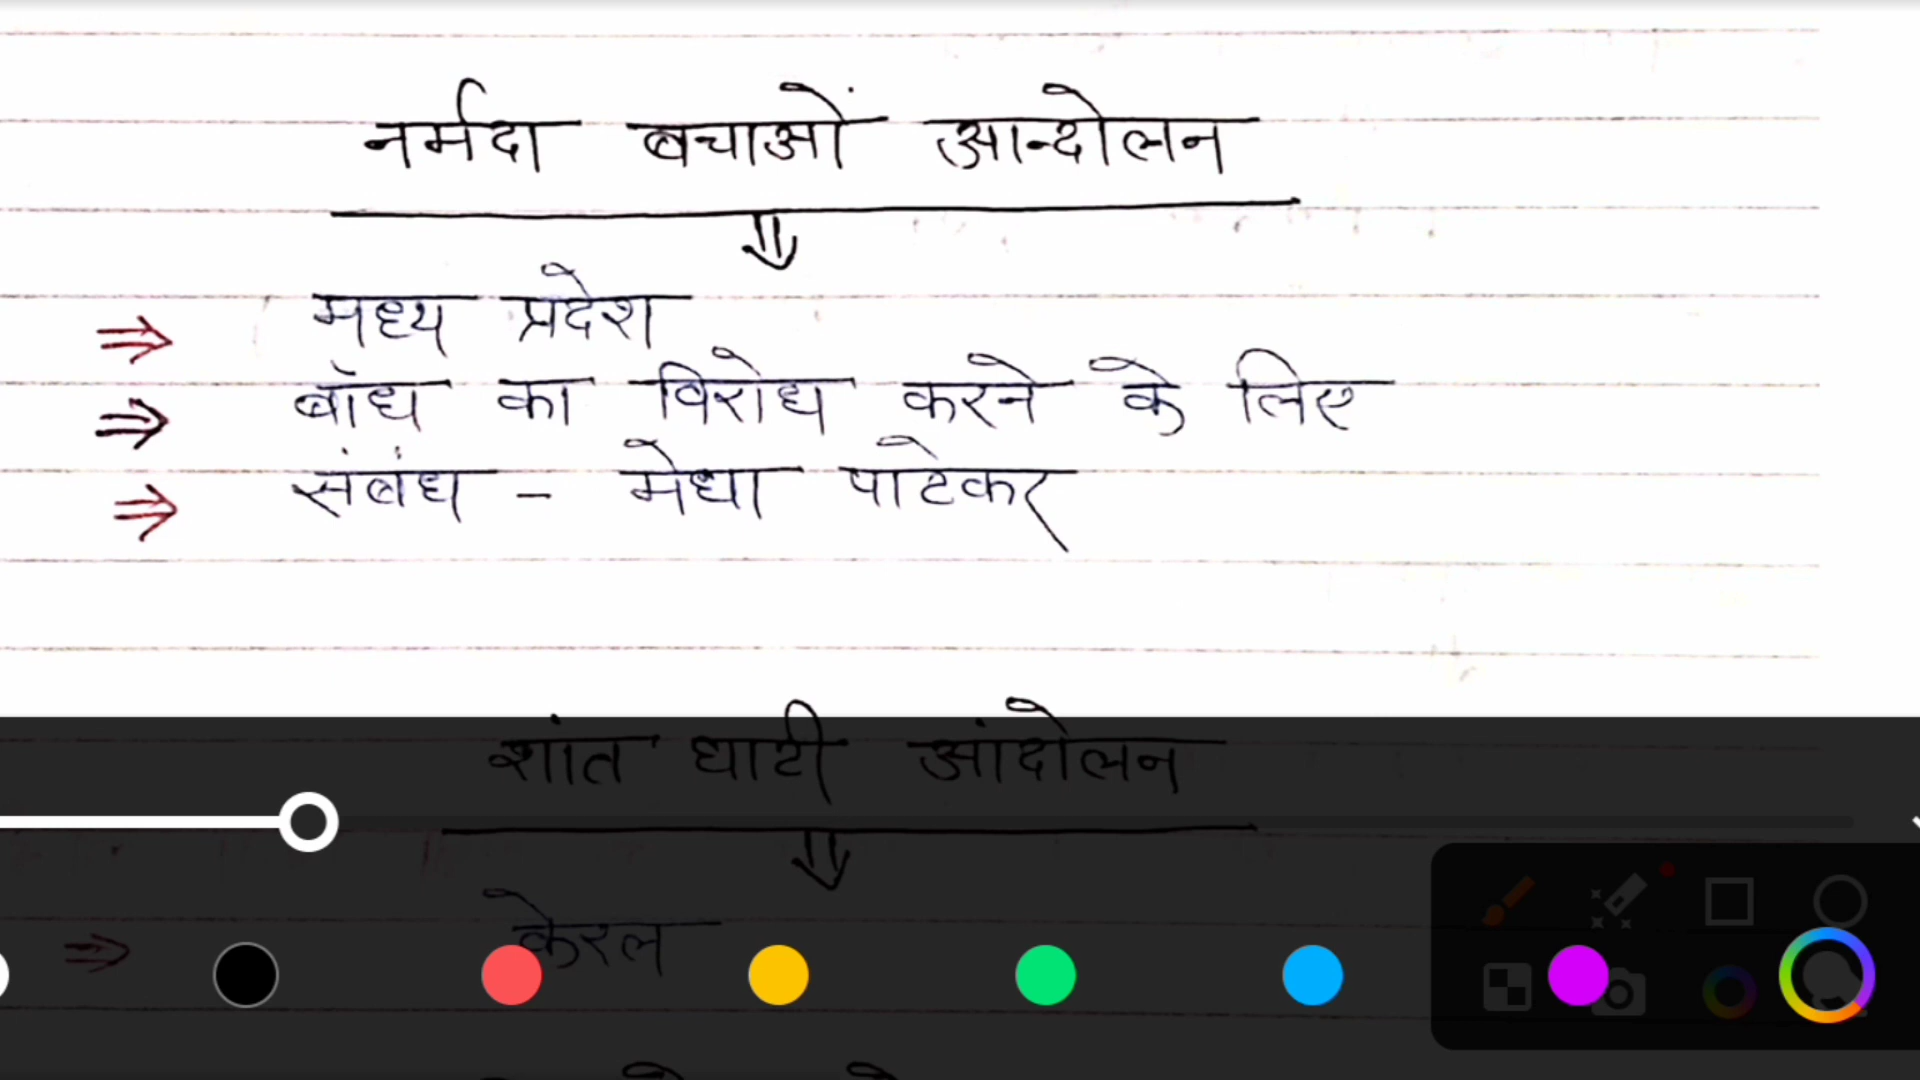 नर्मदा बचाओं आन्दोलन
⇓
⇒ मध्य प्रदेश
⇒ बाँध का विरोध करने के लिए
⇒ संबंध - मेधा पाटेकर
शांत घाटी आंदोलन
⇓
⇒ केरल